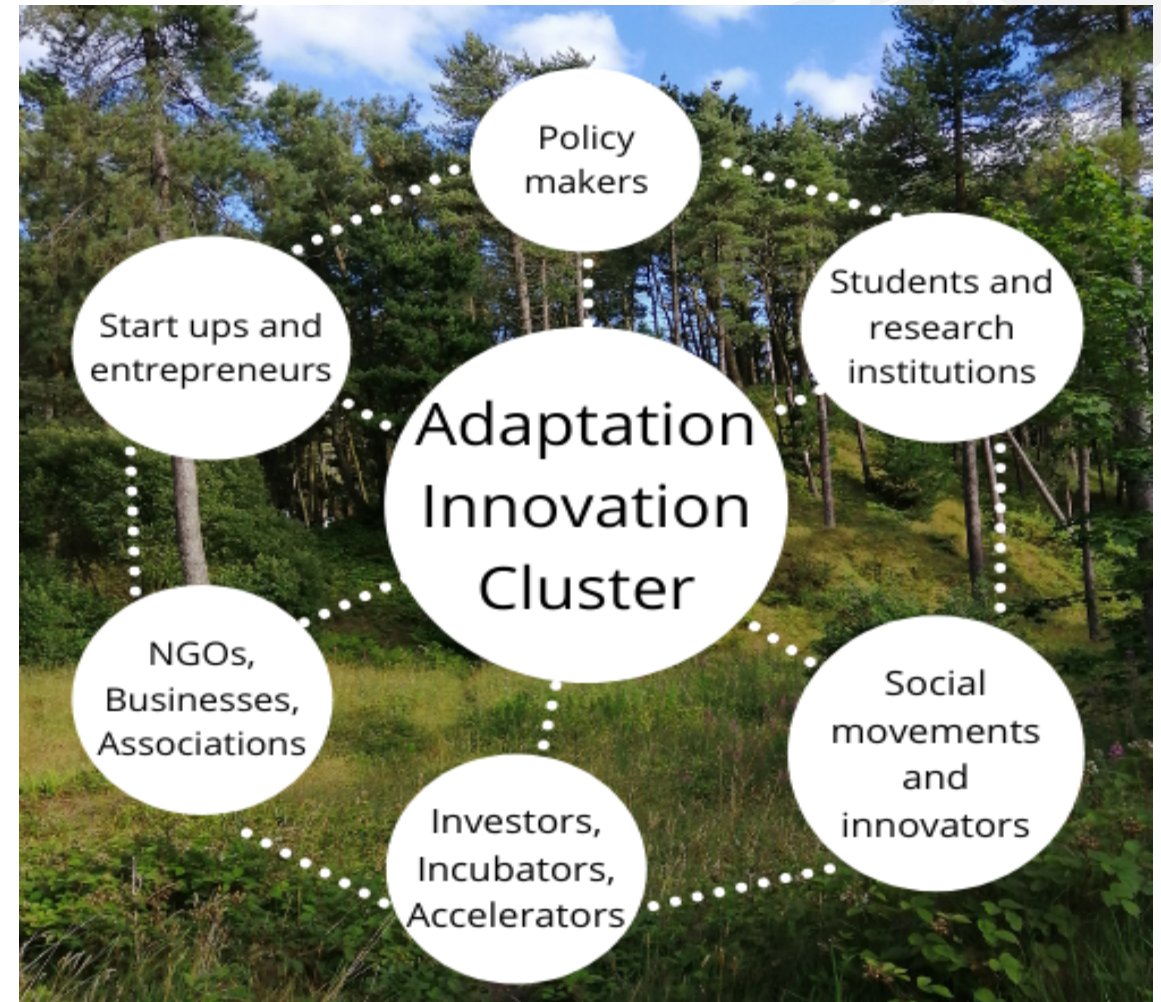 Policy
makers
Students and
research
institutions
Start ups and
entrepreneurs
Adaptation
Innovation
Cluster
NGOs,
Businesses,
Associations
Social
movements
and
innovators
Investors,
Incubators,
Accelerators